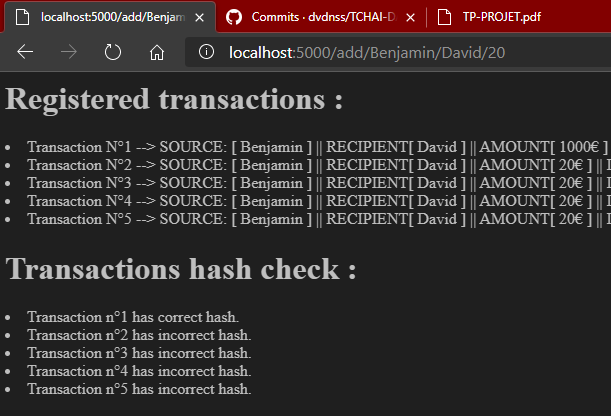 localhost:5000/add/Benjam
Commits · dvdnss/TCHAI-D
TP-PROJET.pdf
localhost:5000/add/Benjamin/David/20
Registered transactions :
Transaction N°1 --> SOURCE: [ Benjamin ] || RECIPIENT[ David ] || AMOUNT[ 1000€ ]
Transaction N°2 --> SOURCE: [ Benjamin ] || RECIPIENT[ David ] || AMOUNT[ 20€ ] ||
Transaction N°3 --> SOURCE: [ Benjamin ] || RECIPIENT[ David ] || AMOUNT[ 20€ ] ||
Transaction N°4 --> SOURCE: [ Benjamin ] || RECIPIENT[ David ] || AMOUNT[ 20€ ] ||
Transaction N°5 --> SOURCE: [ Benjamin ] || RECIPIENT[ David ] || AMOUNT[ 20€ ] ||
Transactions hash check :
Transaction n°1 has correct hash.
Transaction n°2 has incorrect hash.
Transaction n°3 has incorrect hash.
Transaction n°4 has incorrect hash.
Transaction n°5 has incorrect hash.